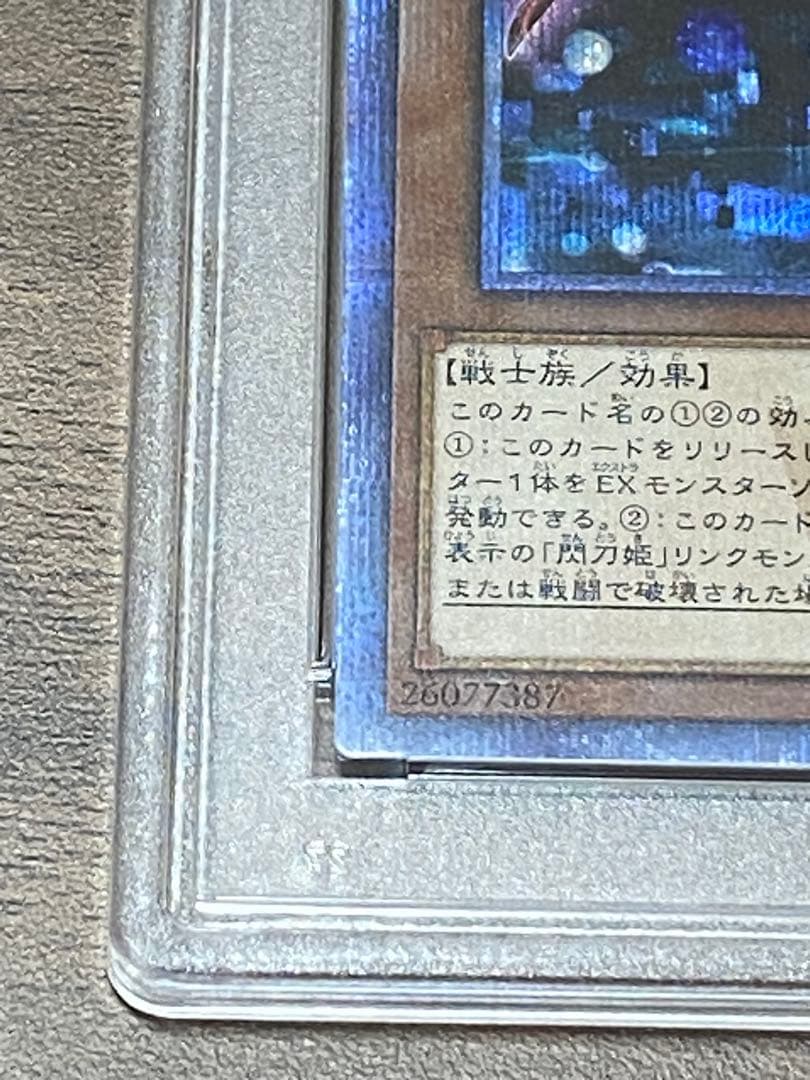 【戦士族／効果】
このカード名の①②の効
①：このカードをリリースし
ター1体をEXモンスターゾ
発動できる。②：このカード
表示の「閃刀姫」リンクモン
または戦闘で破壊された場
26077387